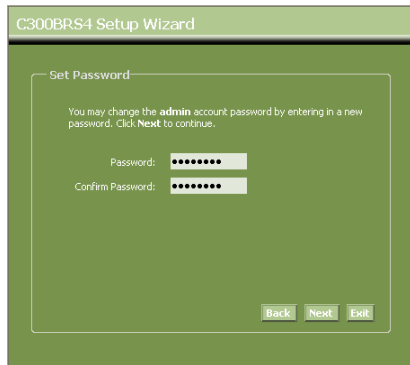 C300BRS4 Setup Wizard
Set Password
You may change the admin account password by entering in a new
password. Click Next to continue.
Password: ••••••••
Confirm Password: ••••••••
Back Next Exit